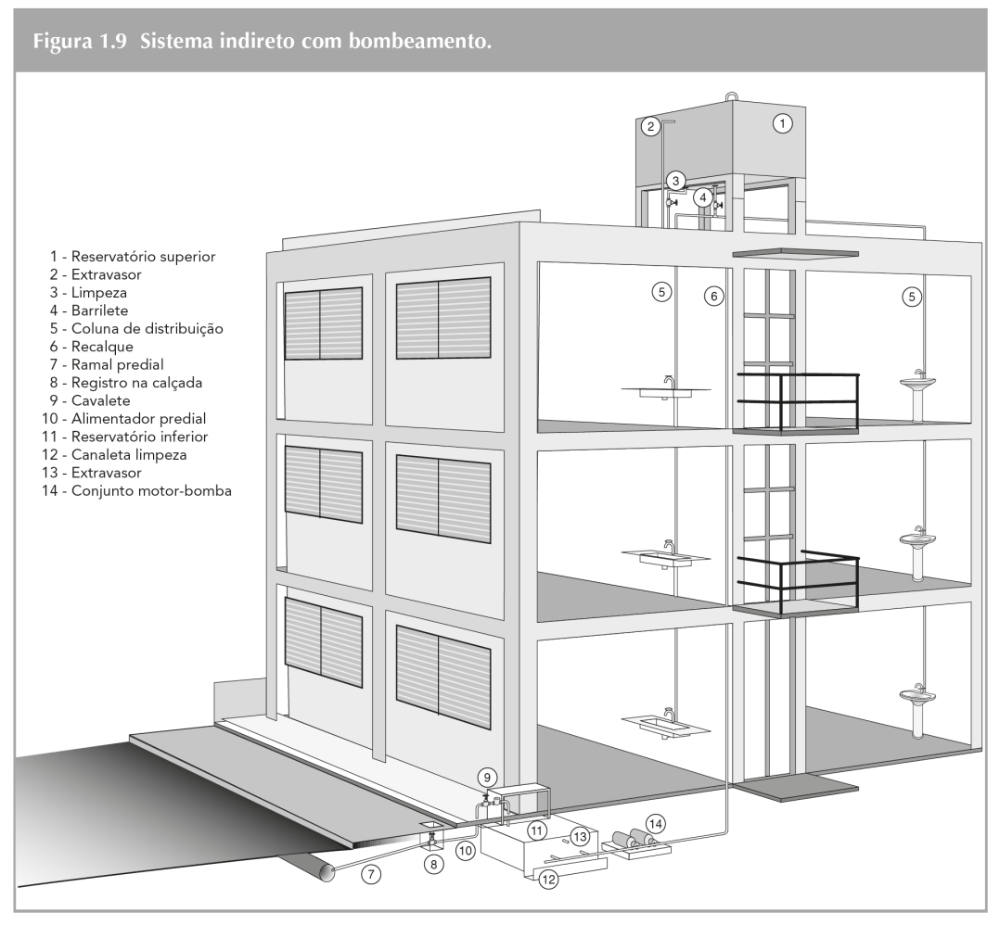 Figura 1.9 Sistema indireto com bombeamento.
2
1
3
4
1 - Reservatório superior
2 - Extravasor
3 - Limpeza
4 - Barrilete
5 - Coluna de distribuição
6 - Recalque
7 - Ramal predial
8 - Registro na calçada
9 - Cavalete
10 - Alimentador predial
11 - Reservatório inferior
12 - Canaleta limpeza
13 - Extravasor
14 - Conjunto motor-bomba
5
6
5
9
11
14
13
10
8
7
12